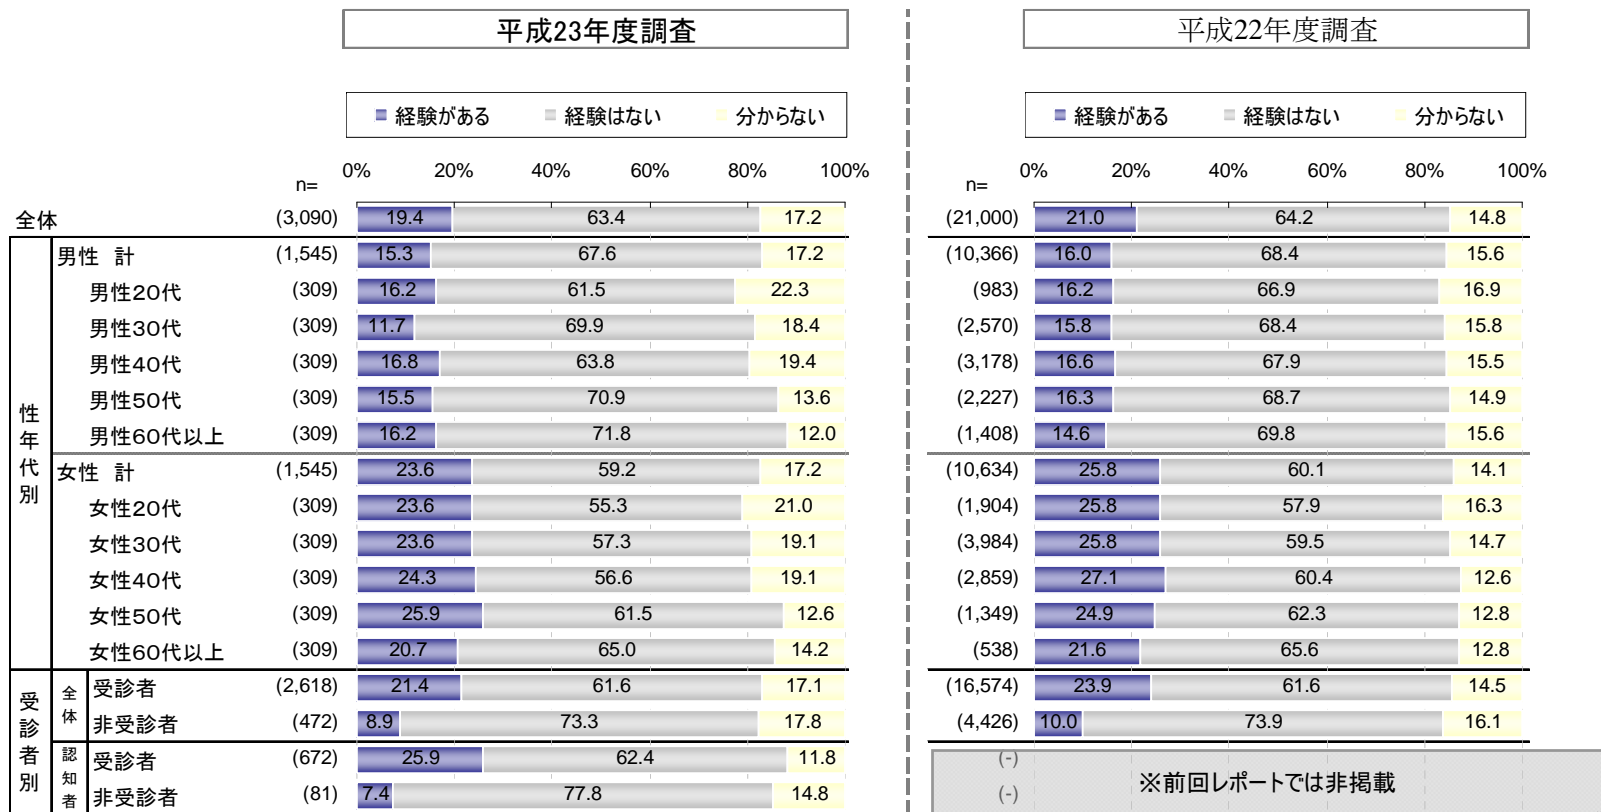 平成23年度調査 平成22年度調査
経験がある 経験はない 分からない 経験がある 経験はない 分からない
0% 20% 40% 60% 80% 100% 0% 20% 40% 60% 80% 100%
n= n=
全体 (3,090) 19.4 63.4 17.2 (21,000) 21.0 64.2 14.8
性年代別
男性 計 (1,545) 15.3 67.6 17.2 (10,366) 16.0 68.4 15.6
男性20代 (309) 16.2 61.5 22.3 (983) 16.2 66.9 16.9
男性30代 (309) 11.7 69.9 18.4 (2,570) 15.8 68.4 15.8
男性40代 (309) 16.8 63.8 19.4 (3,178) 16.6 67.9 15.5
男性50代 (309) 15.5 70.9 13.6 (2,227) 16.3 68.7 14.9
男性60代以上 (309) 16.2 71.8 12.0 (1,408) 14.6 69.8 15.6
女性 計 (1,545) 23.6 59.2 17.2 (10,634) 25.8 60.1 14.1
女性20代 (309) 23.6 55.3 21.0 (1,904) 25.8 57.9 16.3
女性30代 (309) 23.6 57.3 19.1 (3,984) 25.8 59.5 14.7
女性40代 (309) 24.3 56.6 19.1 (2,859) 27.1 60.4 12.6
女性50代 (309) 25.9 61.5 12.6 (1,349) 24.9 62.3 12.8
女性60代以上 (309) 20.7 65.0 14.2 (538) 21.6 65.6 12.8
受診者別
全体
受診者 (2,618) 21.4 61.6 17.1 (16,574) 23.9 61.6 14.5
非受診者 (472) 8.9 73.3 17.8 (4,426) 10.0 73.9 16.1
認知者
受診者 (672) 25.9 62.4 11.8 (-)
※前回レポートでは非掲載
非受診者 (81) 7.4 77.8 14.8 (-)